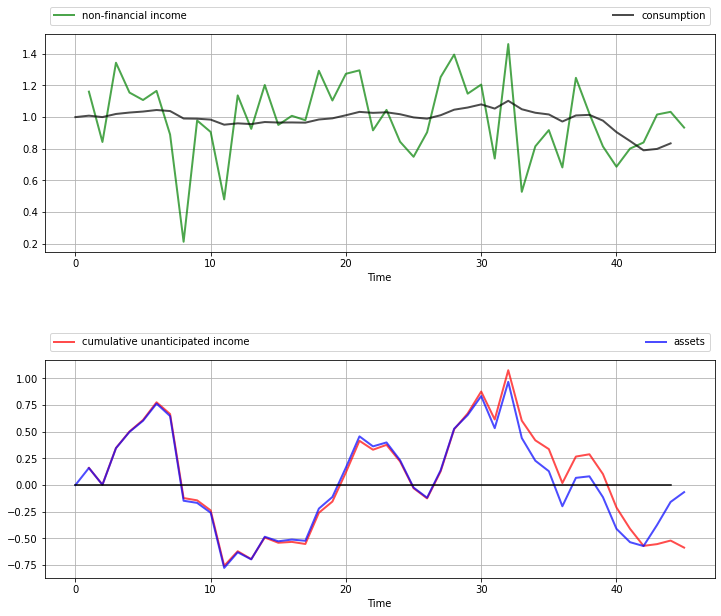 non-financial income consumption
1.4
1.2
1.0
0.8
0.6
0.4
0.2
0 10 20 30 40
Time
cumulative unanticipated income assets
1.00
0.75
0.50
0.25
0.00
−0.25
−0.50
−0.75
0 10 20 30 40
Time